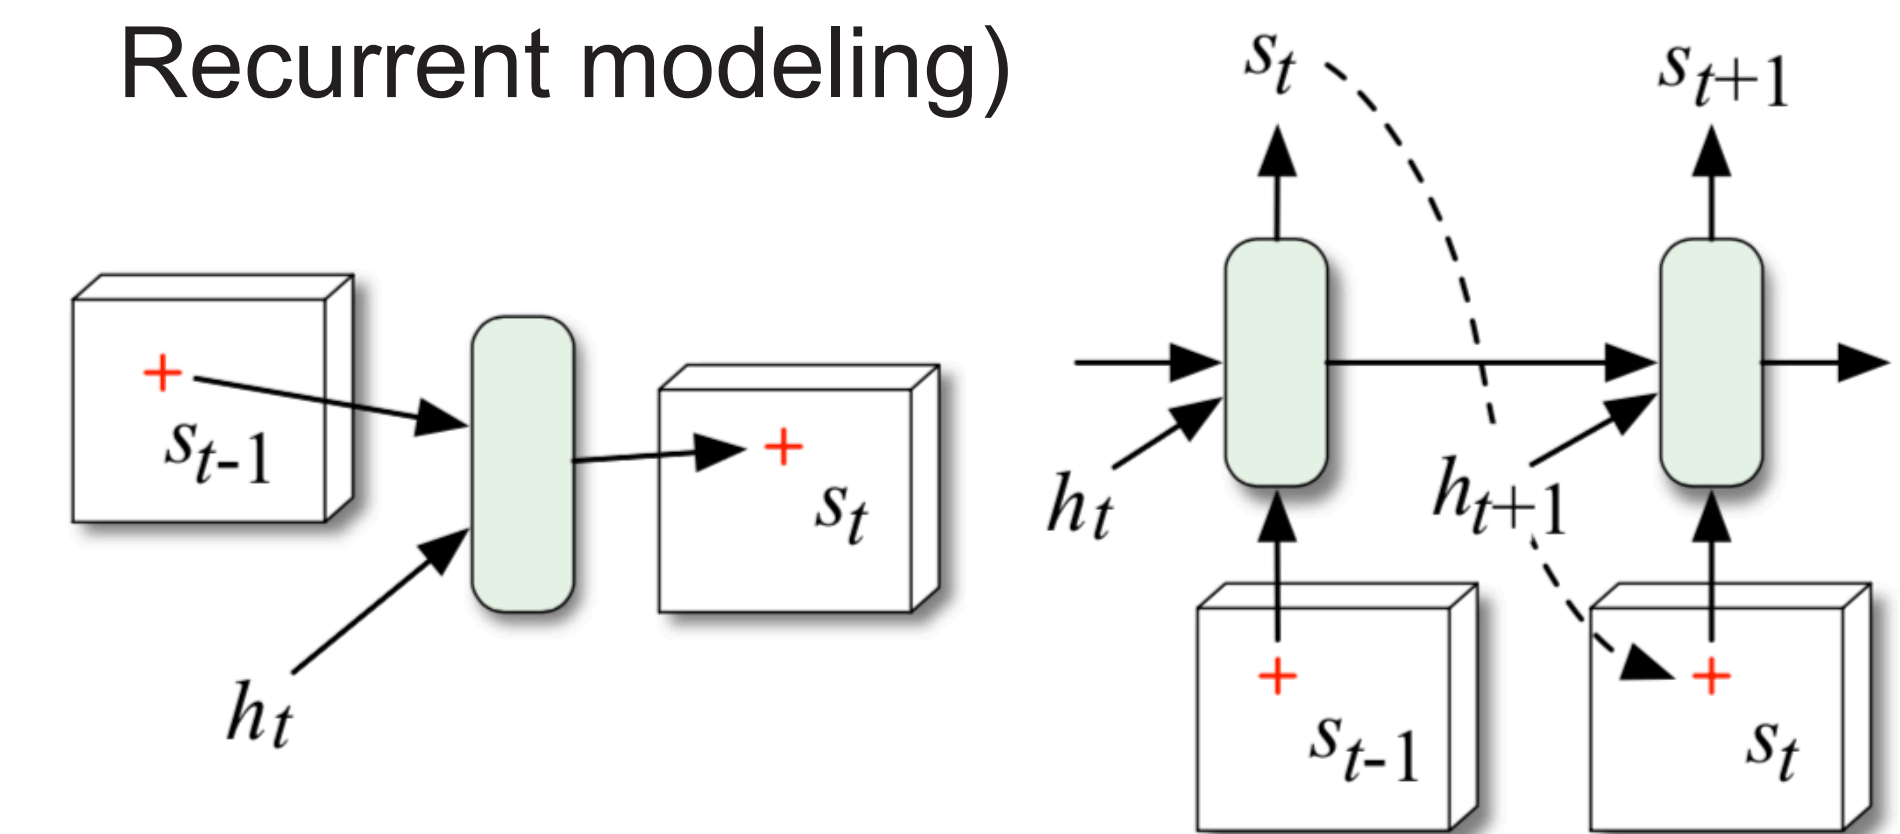 Recurrent modeling)
s_{t-1}
h_t
s_t
s_t
s_{t+1}
h_t
h_{t+1}
s_{t-1}
s_t